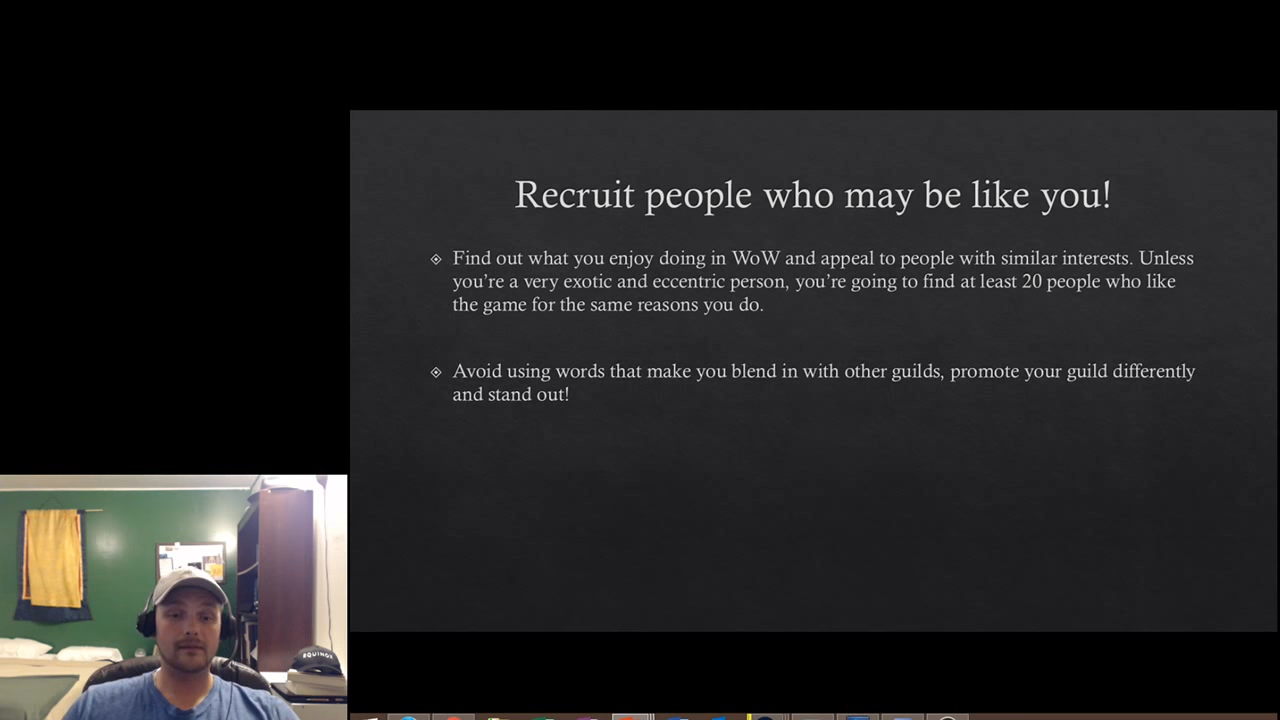 Recruit people who may be like you!
Find out what you enjoy doing in WoW and appeal to people with similar interests. Unless
you're a very exotic and eccentric person, you're going to find at least 20 people who like
the game for the same reasons you do.
Avoid using words that make you blend in with other guilds, promote your guild differently
and stand out!
EQUINOX